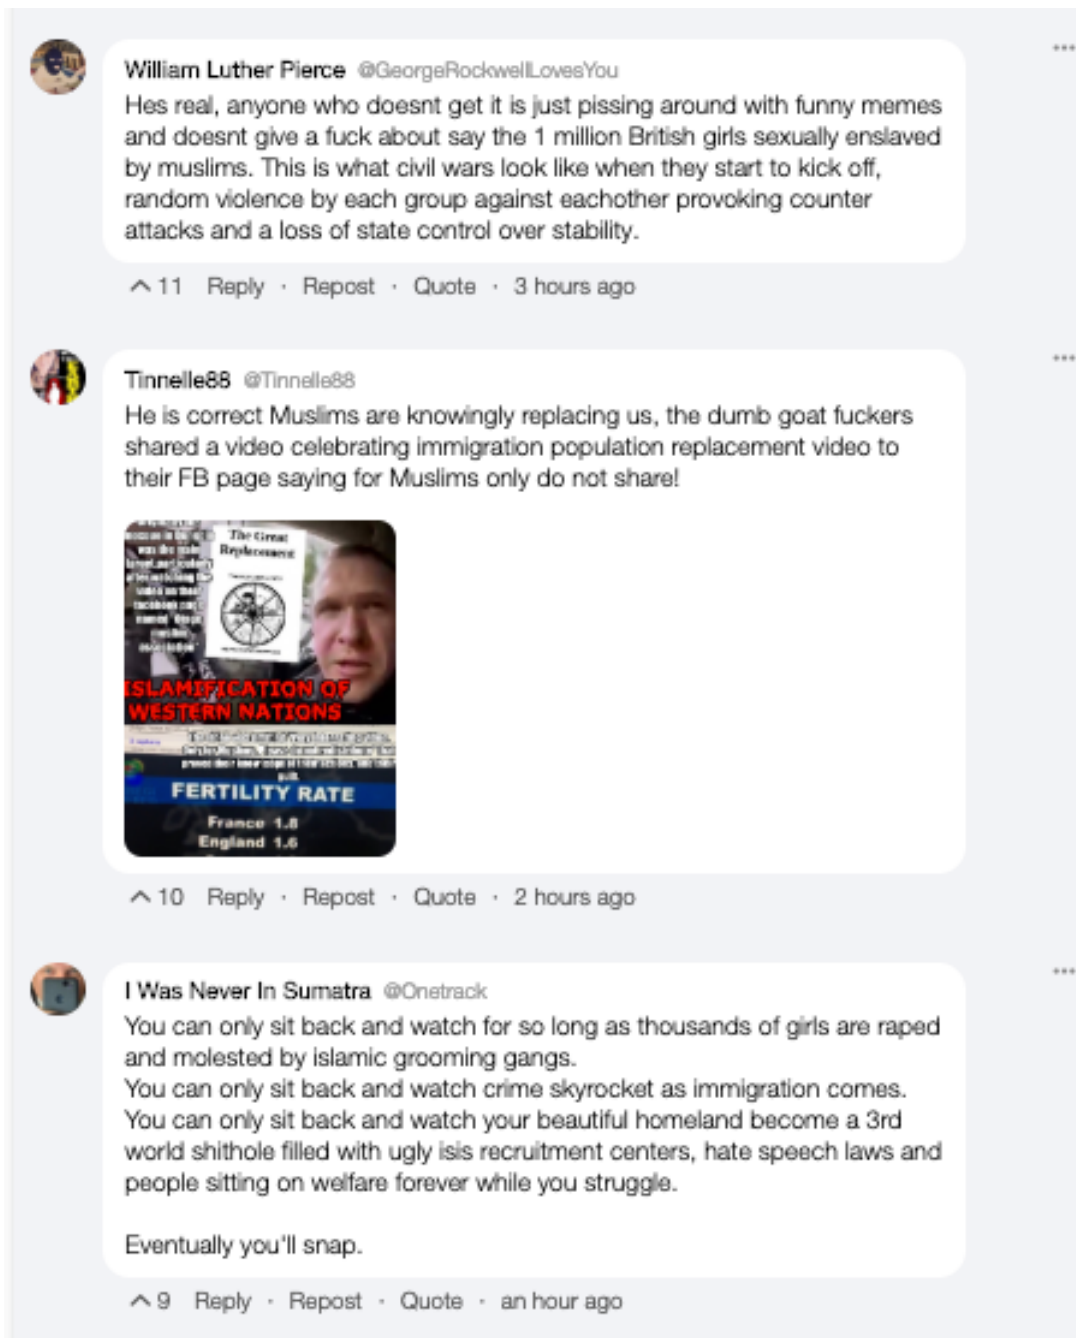 William Luther Pierce @GeorgeRockwellLovesYou
Hes real, anyone who doesnt get it is just pissing around with funny memes
and doesnt give a fuck about say the 1 million British girls sexually enslaved
by muslims. This is what civil wars look like when they start to kick off,
random violence by each group against eachother provoking counter
attacks and a loss of state control over stability.
11 Reply · Repost · Quote · 3 hours ago
Tinnelle88 @Tinnelle88
He is correct Muslims are knowingly replacing us, the dumb goat fuckers
shared a video celebrating immigration population replacement video to
their FB page saying for Muslims only do not share!
The Great
Replacement
ISLAMIFICATION OF
WESTERN NATIONS
FERTILITY RATE
France 1.8
England 1.6
10 Reply · Repost · Quote · 2 hours ago
I Was Never In Sumatra @Onetrack
You can only sit back and watch for so long as thousands of girls are raped
and molested by islamic grooming gangs.
You can only sit back and watch crime skyrocket as immigration comes.
You can only sit back and watch your beautiful homeland become a 3rd
world shithole filled with ugly isis recruitment centers, hate speech laws and
people sitting on welfare forever while you struggle.
Eventually you'll snap.
9 Reply · Repost · Quote · an hour ago